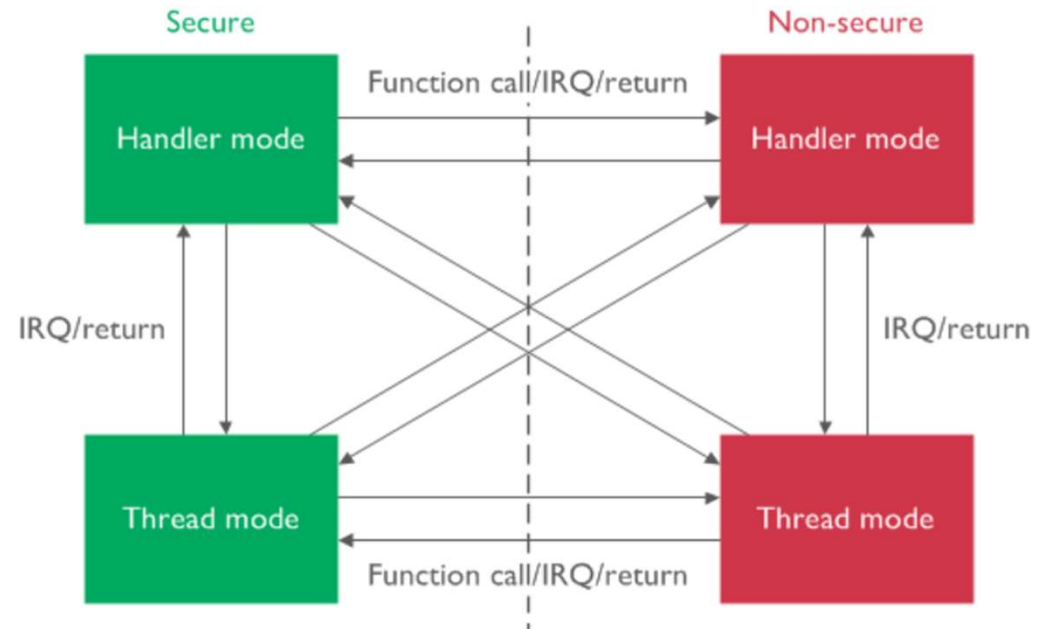 Secure
Non-secure
Function call/IRQ/return
Handler mode
Handler mode
IRQ/return
IRQ/return
Thread mode
Thread mode
Function call/IRQ/return